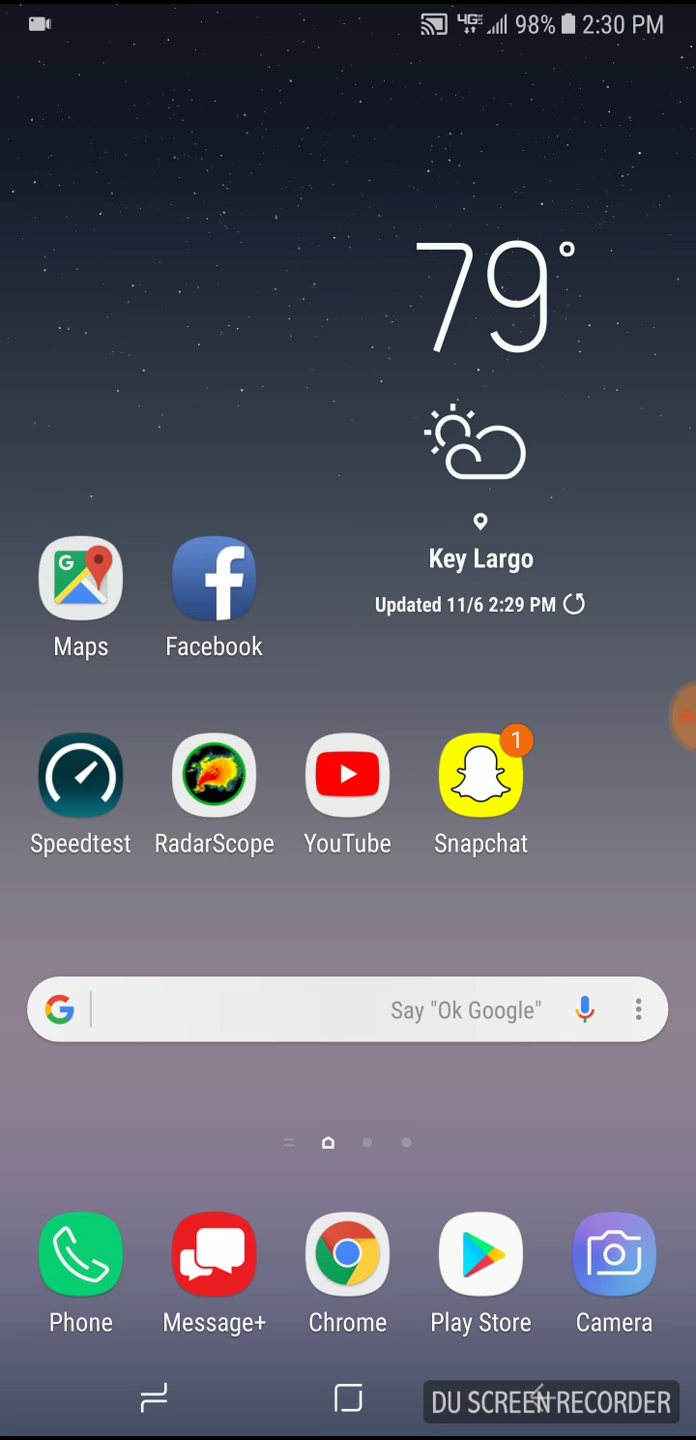 4G 98% 2:30 PM
79°
Key Largo
Updated 11/6 2:29 PM
G
f
Maps
Facebook
1
Speedtest
RadarScope
YouTube
Snapchat
G
Say "Ok Google"
Phone
Message+
Chrome
Play Store
Camera
DU SCREEN RECORDER